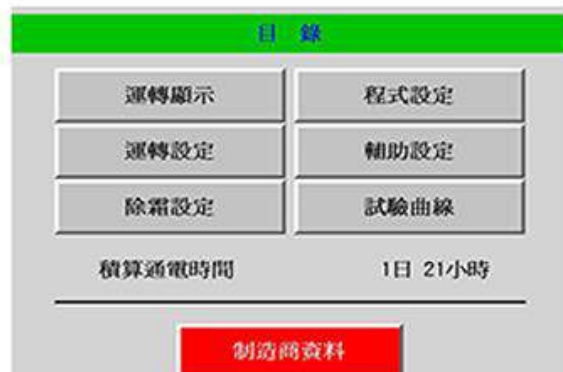 目 錄
運轉顯示 程式設定
運轉設定 輔助設定
除霜設定 試驗曲線
積算通電時間 1日 21小時
制造商資料